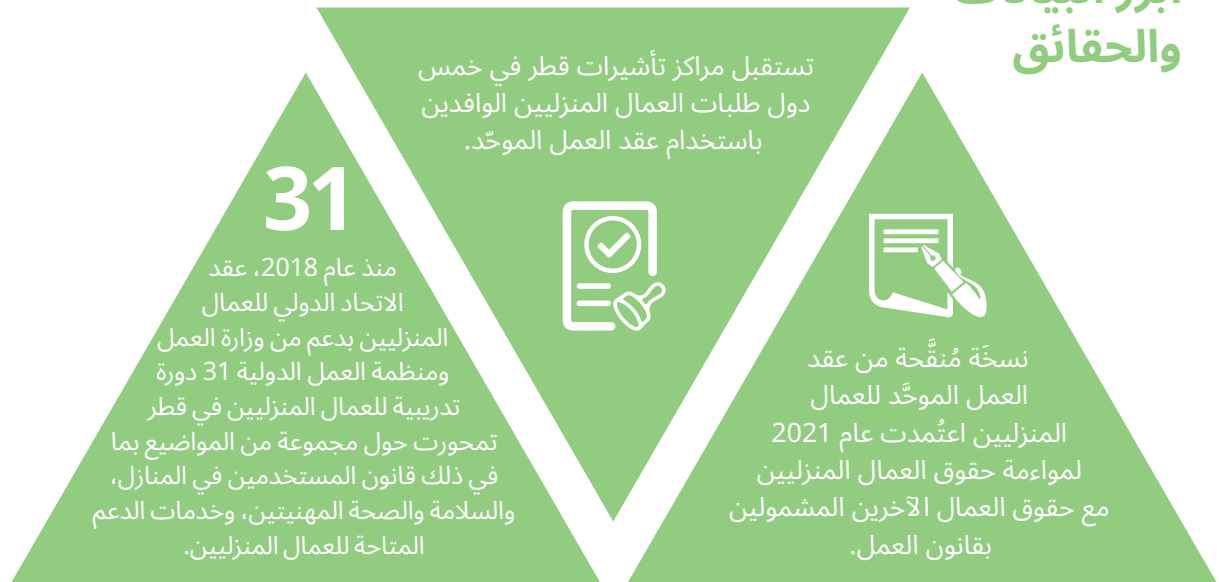 والحقائق
نسخَة مُنقَّحة من عقد
العمل الموحَّد للعمال
المنزليين اعتُمدت عام 2021
لمواءمة حقوق العمال المنزليين
مع حقوق العمال الآخرين المشمولين
بقانون العمل.
تستقبل مراكز تأشيرات قطر في خمس
دول طلبات العمال المنزليين الوافدين
باستخدام عقد العمل الموحّد.
31
منذ عام 2018، عقد
الاتحاد الدولي للعمال
المنزليين بدعم من وزارة العمل
ومنظمة العمل الدولية 31 دورة
تدريبية للعمال المنزليين في قطر
تمحورت حول مجموعة من المواضيع بما
في ذلك قانون المستخدمين في المنازل،
والسلامة والصحة المهنيتين، وخدمات الدعم
المتاحة للعمال المنزليين.